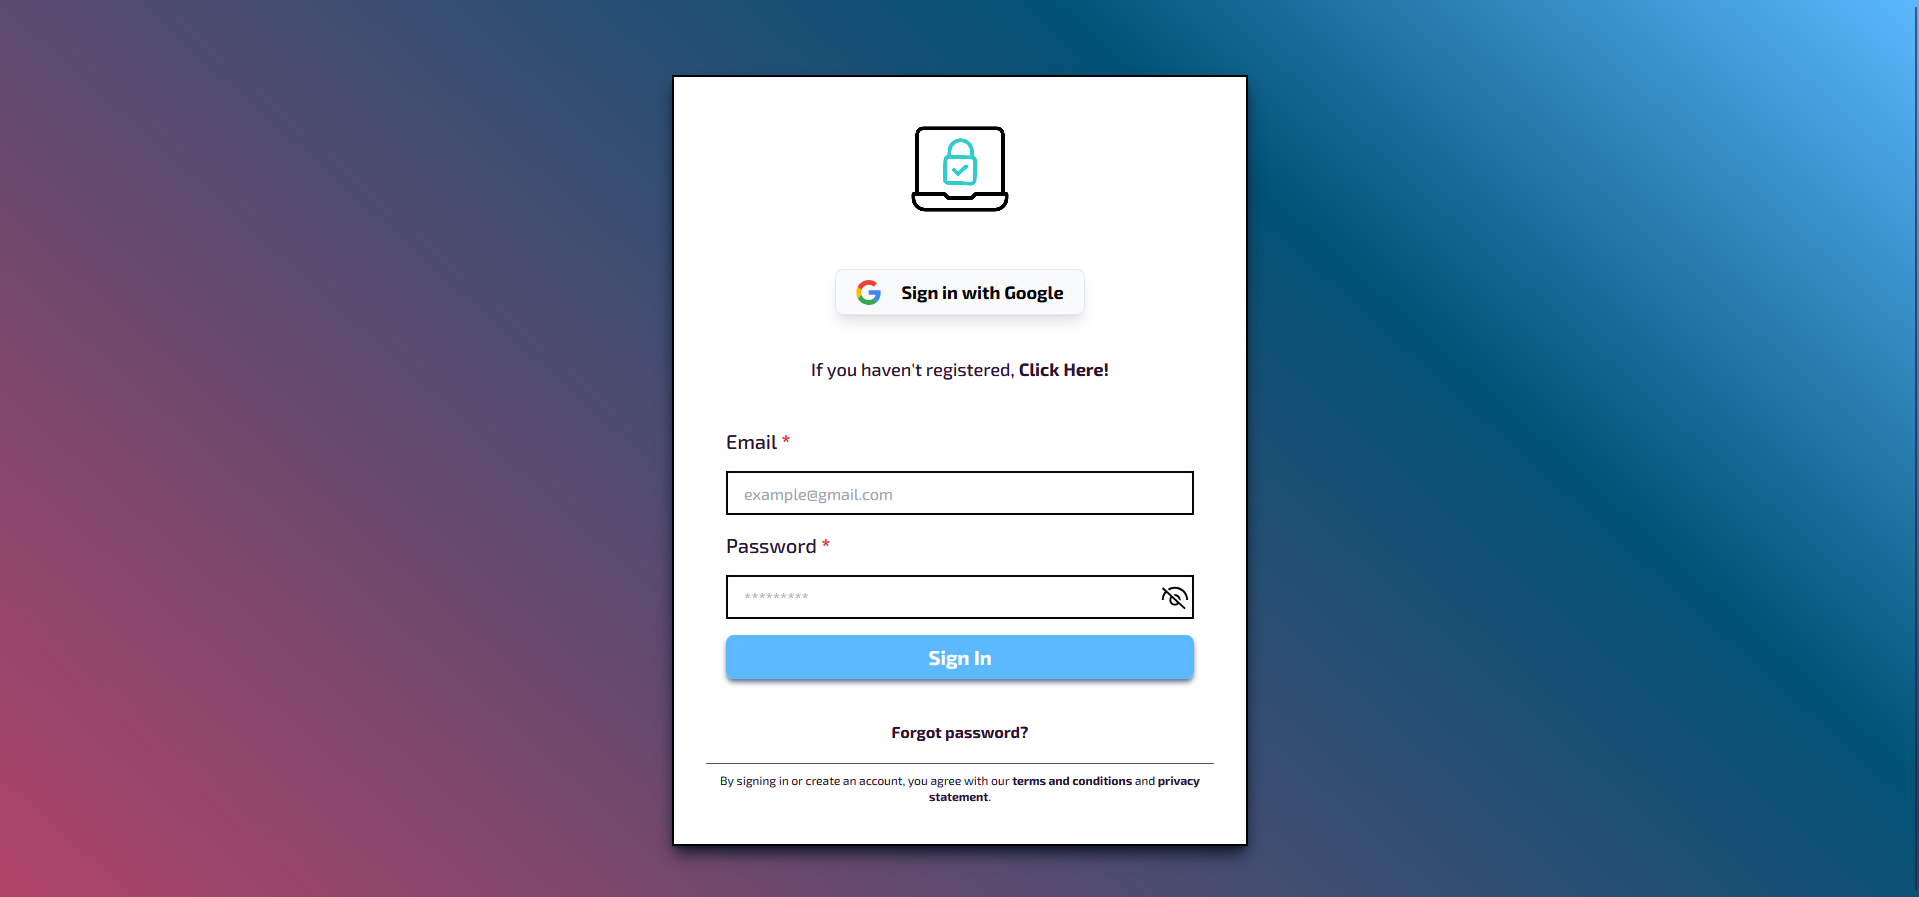 Sign in with Google
If you haven't registered, Click Here!
Email *
example@gmail.com
Password *
*********
Sign In
Forgot password?
By signing in or create an account, you agree with our terms and conditions and privacy
statement.